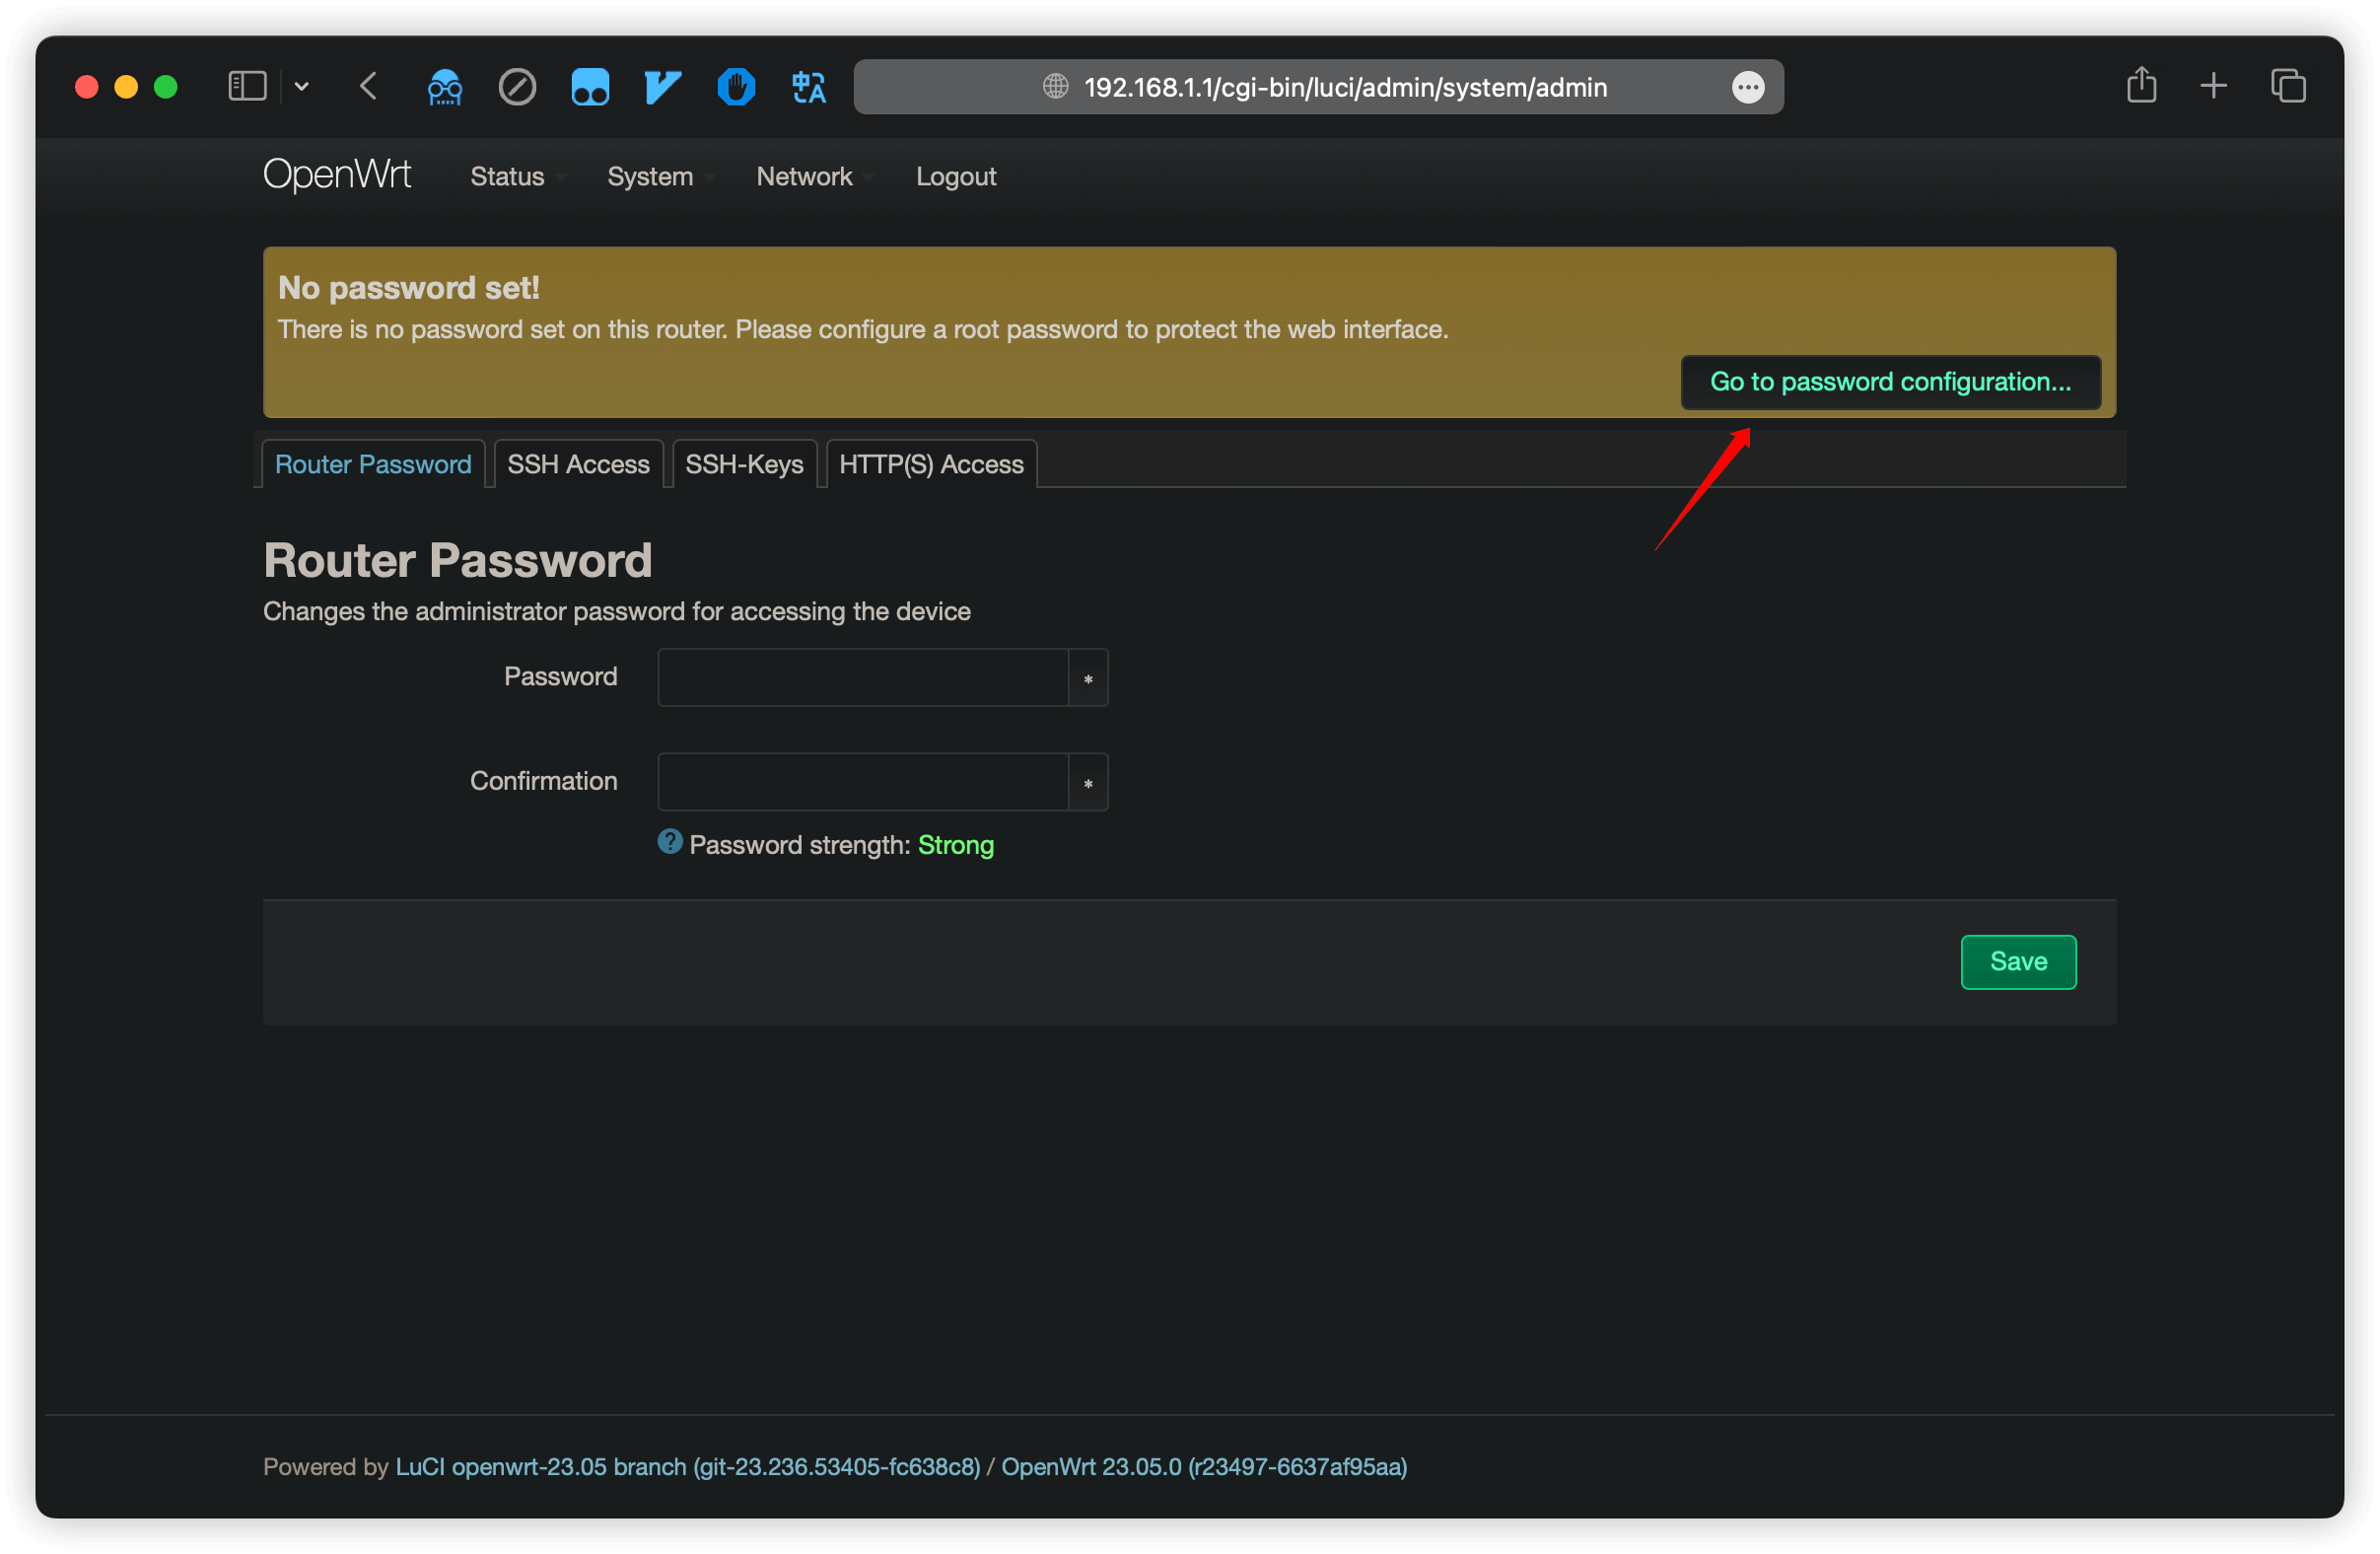 192.168.1.1/cgi-bin/luci/admin/system/admin
OpenWrt Status System Network Logout
No password set!
There is no password set on this router. Please configure a root password to protect the web interface.
Go to password configuration...
Router Password SSH Access SSH-Keys HTTP(S) Access
Router Password
Changes the administrator password for accessing the device
Password *
Confirmation *
Password strength: Strong
Save
Powered by LuCI openwrt-23.05 branch (git-23.236.53405-fc638c8) / OpenWrt 23.05.0 (r23497-6637af95aa)